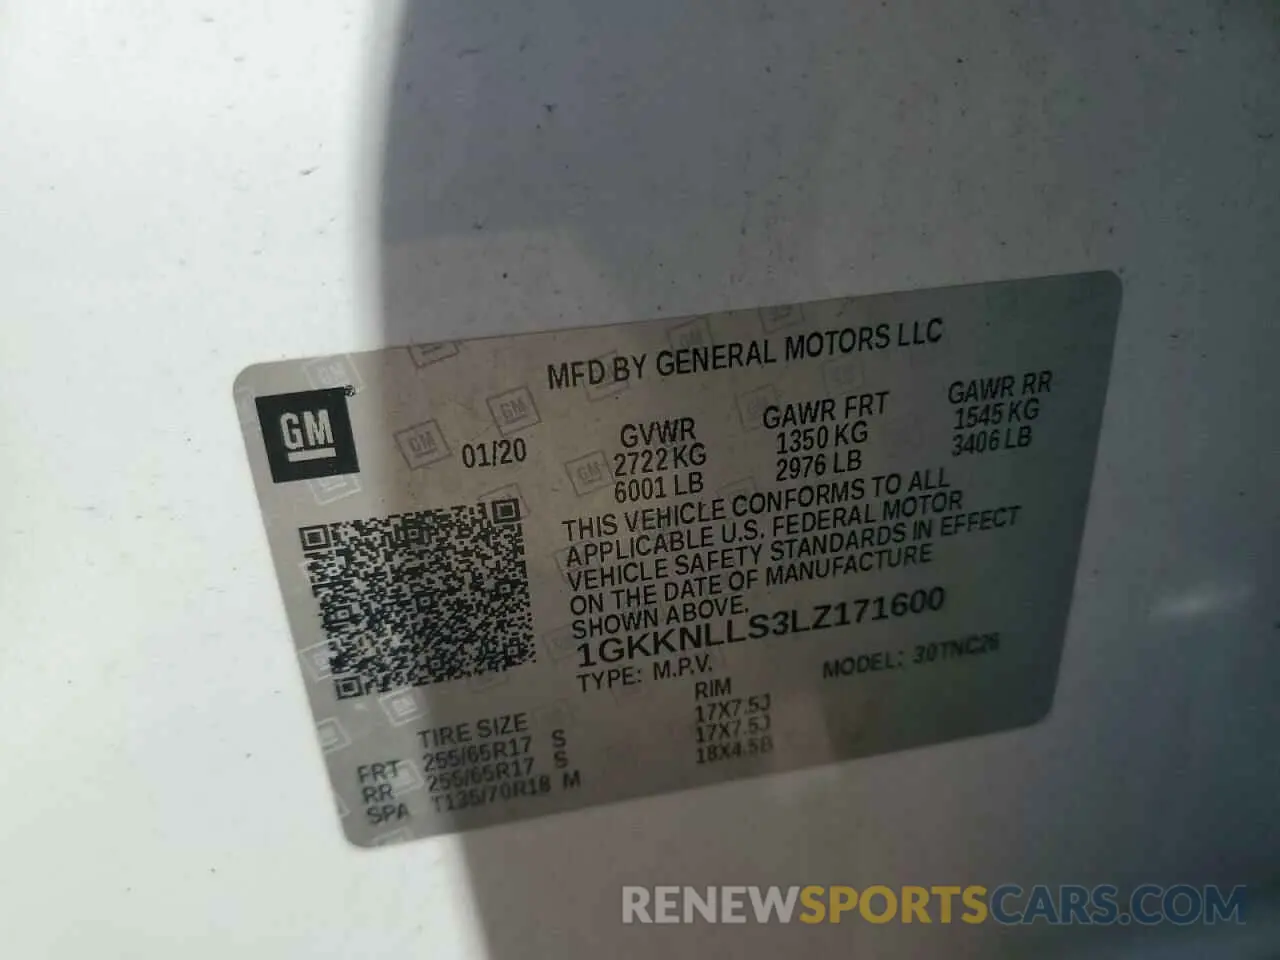 MFD BY GENERAL MOTORS LLC
GM
01/20
GVWR GAWR FRT GAWR RR
2722 KG 1350 KG 1545 KG
6001 LB 2976 LB 3406 LB
THIS VEHICLE CONFORMS TO ALL
APPLICABLE U.S. FEDERAL MOTOR
VEHICLE SAFETY STANDARDS IN EFFECT
ON THE DATE OF MANUFACTURE
SHOWN ABOVE.
1GKKNLLS3LZ171600
TYPE: M.P.V. MODEL: 30TNC26
TIRE SIZE RIM
FRT 255/65R17 S 17X7.5J
RR 255/65R17 S 17X7.5J
SPA T135/70R18 M 18X4.5B
RENEWSPORTSCARS.COM